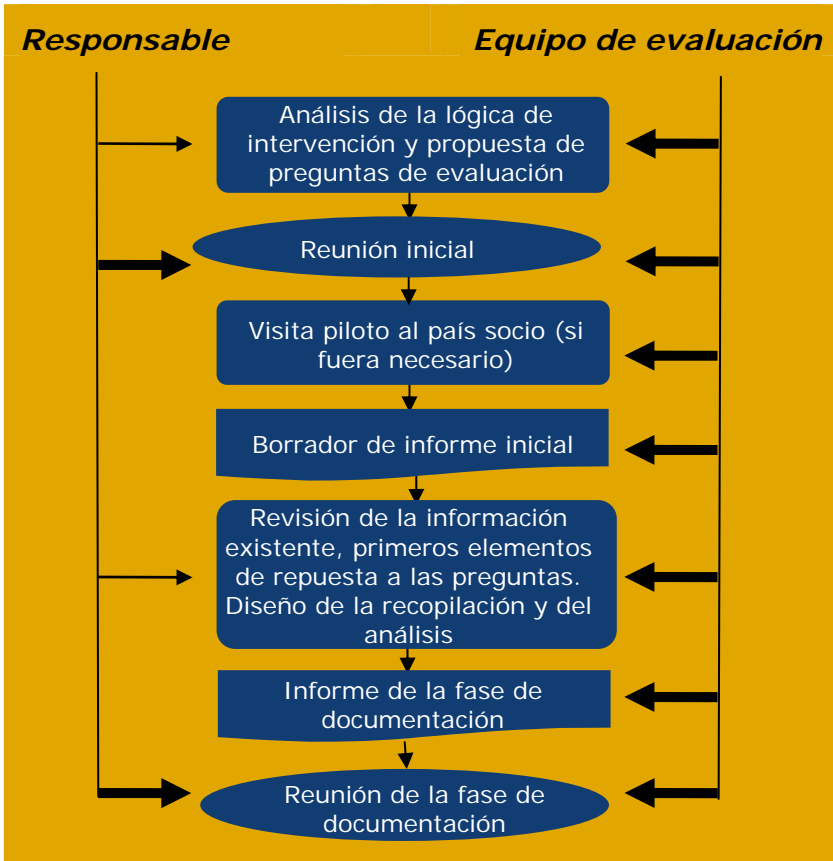 Responsable
Equipo de evaluación
Análisis de la lógica de
intervención y propuesta de
preguntas de evaluación
Reunión inicial
Visita piloto al país socio (si
fuera necesario)
Borrador de informe inicial
Revisión de la información
existente, primeros elementos
de repuesta a las preguntas.
Diseño de la recopilación y del
análisis
Informe de la fase de
documentación
Reunión de la fase de
documentación